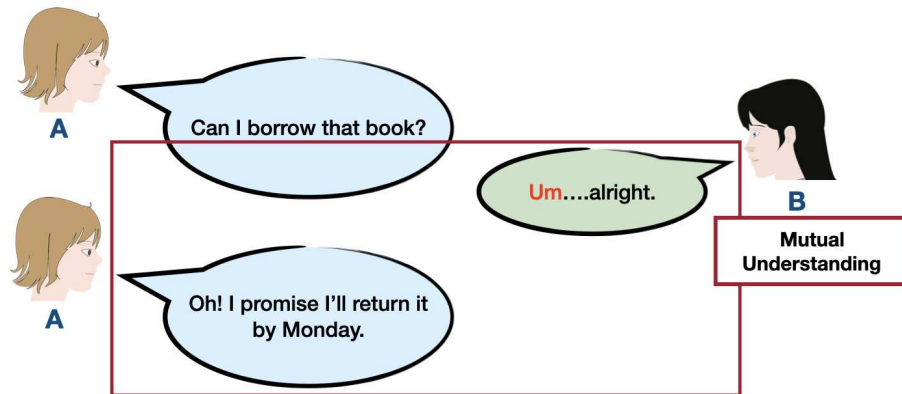 A
Can I borrow that book?
Um....alright.
B
Mutual
Understanding
A
Oh! I promise I'll return it
by Monday.